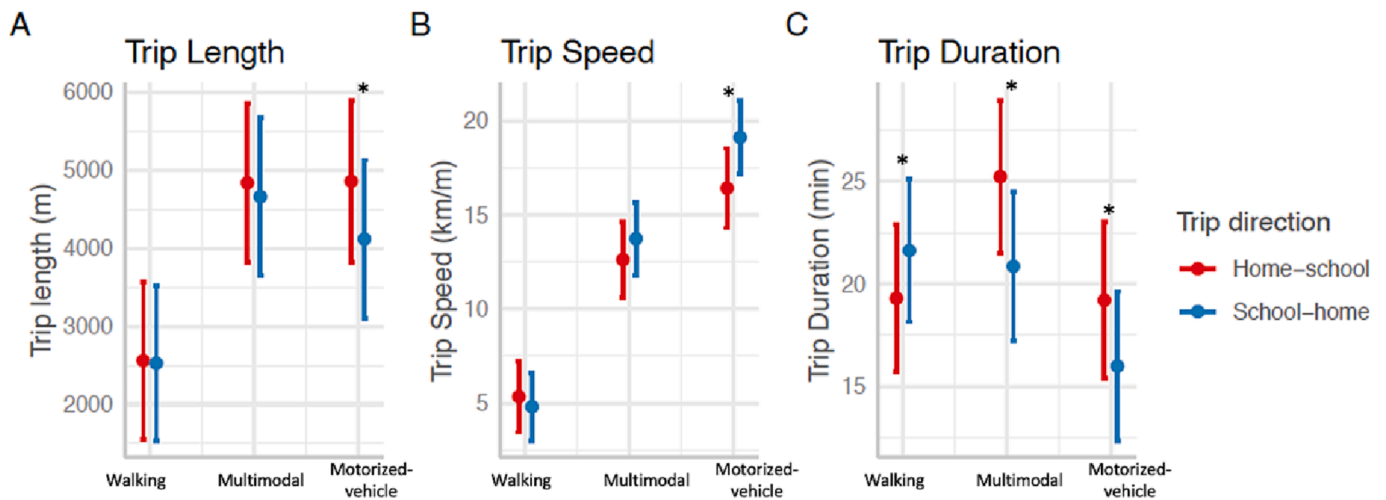 A
Trip Length
*
6000
5000
4000
3000
2000
Trip length (m)
Walking
Multimodal
Motorized-
vehicle
B
Trip Speed
*
20
15
10
5
Trip Speed (km/m)
Walking
Multimodal
Motorized-
vehicle
C
Trip Duration
*
*
*
25
20
15
Trip Duration (min)
Walking
Multimodal
Motorized-
vehicle
Trip direction
Home–school
School–home